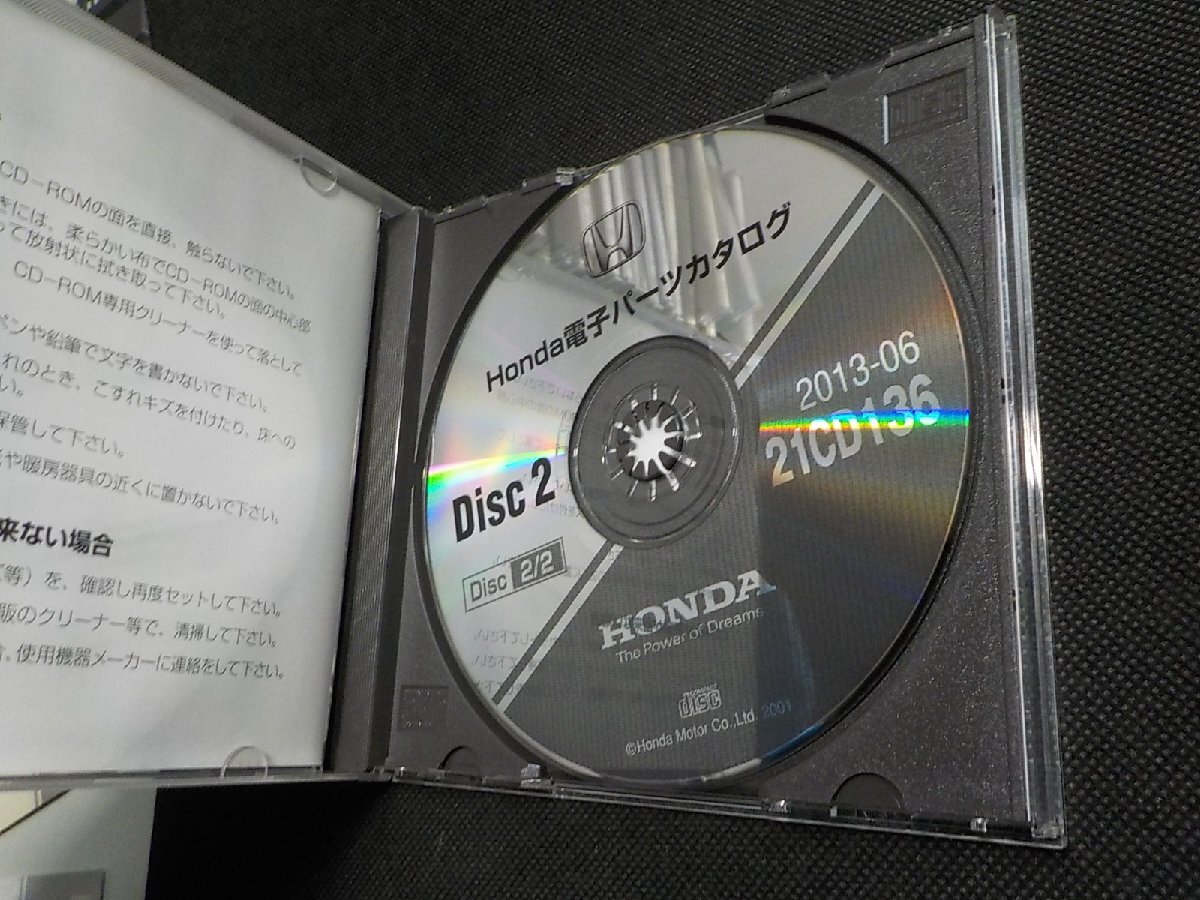 CD-ROMの面を直接、触らないで下さい。
きには、柔らかい布でCD-ROMの面の中心部
って放射状に拭き取って下さい。
CD-ROM専用クリーナーを使って落として
ペンや鉛筆で文字を書かないで下さい。
れのとき、こすれキズを付けたり、床への
い。
保管して下さい。
や暖房器具の近くに置かないで下さい。
来ない場合
等）を、確認し再度セットして下さい。
販のクリーナー等で、清掃して下さい。
、使用機器メーカーに連絡をして下さい。
Honda電子パーツカタログ
2013-06
21CD136
Disc 2
Disc 2/2
HONDA
The Power of Dreams
COMPACT
disc
©Honda Motor Co.,Ltd. 2001
disc